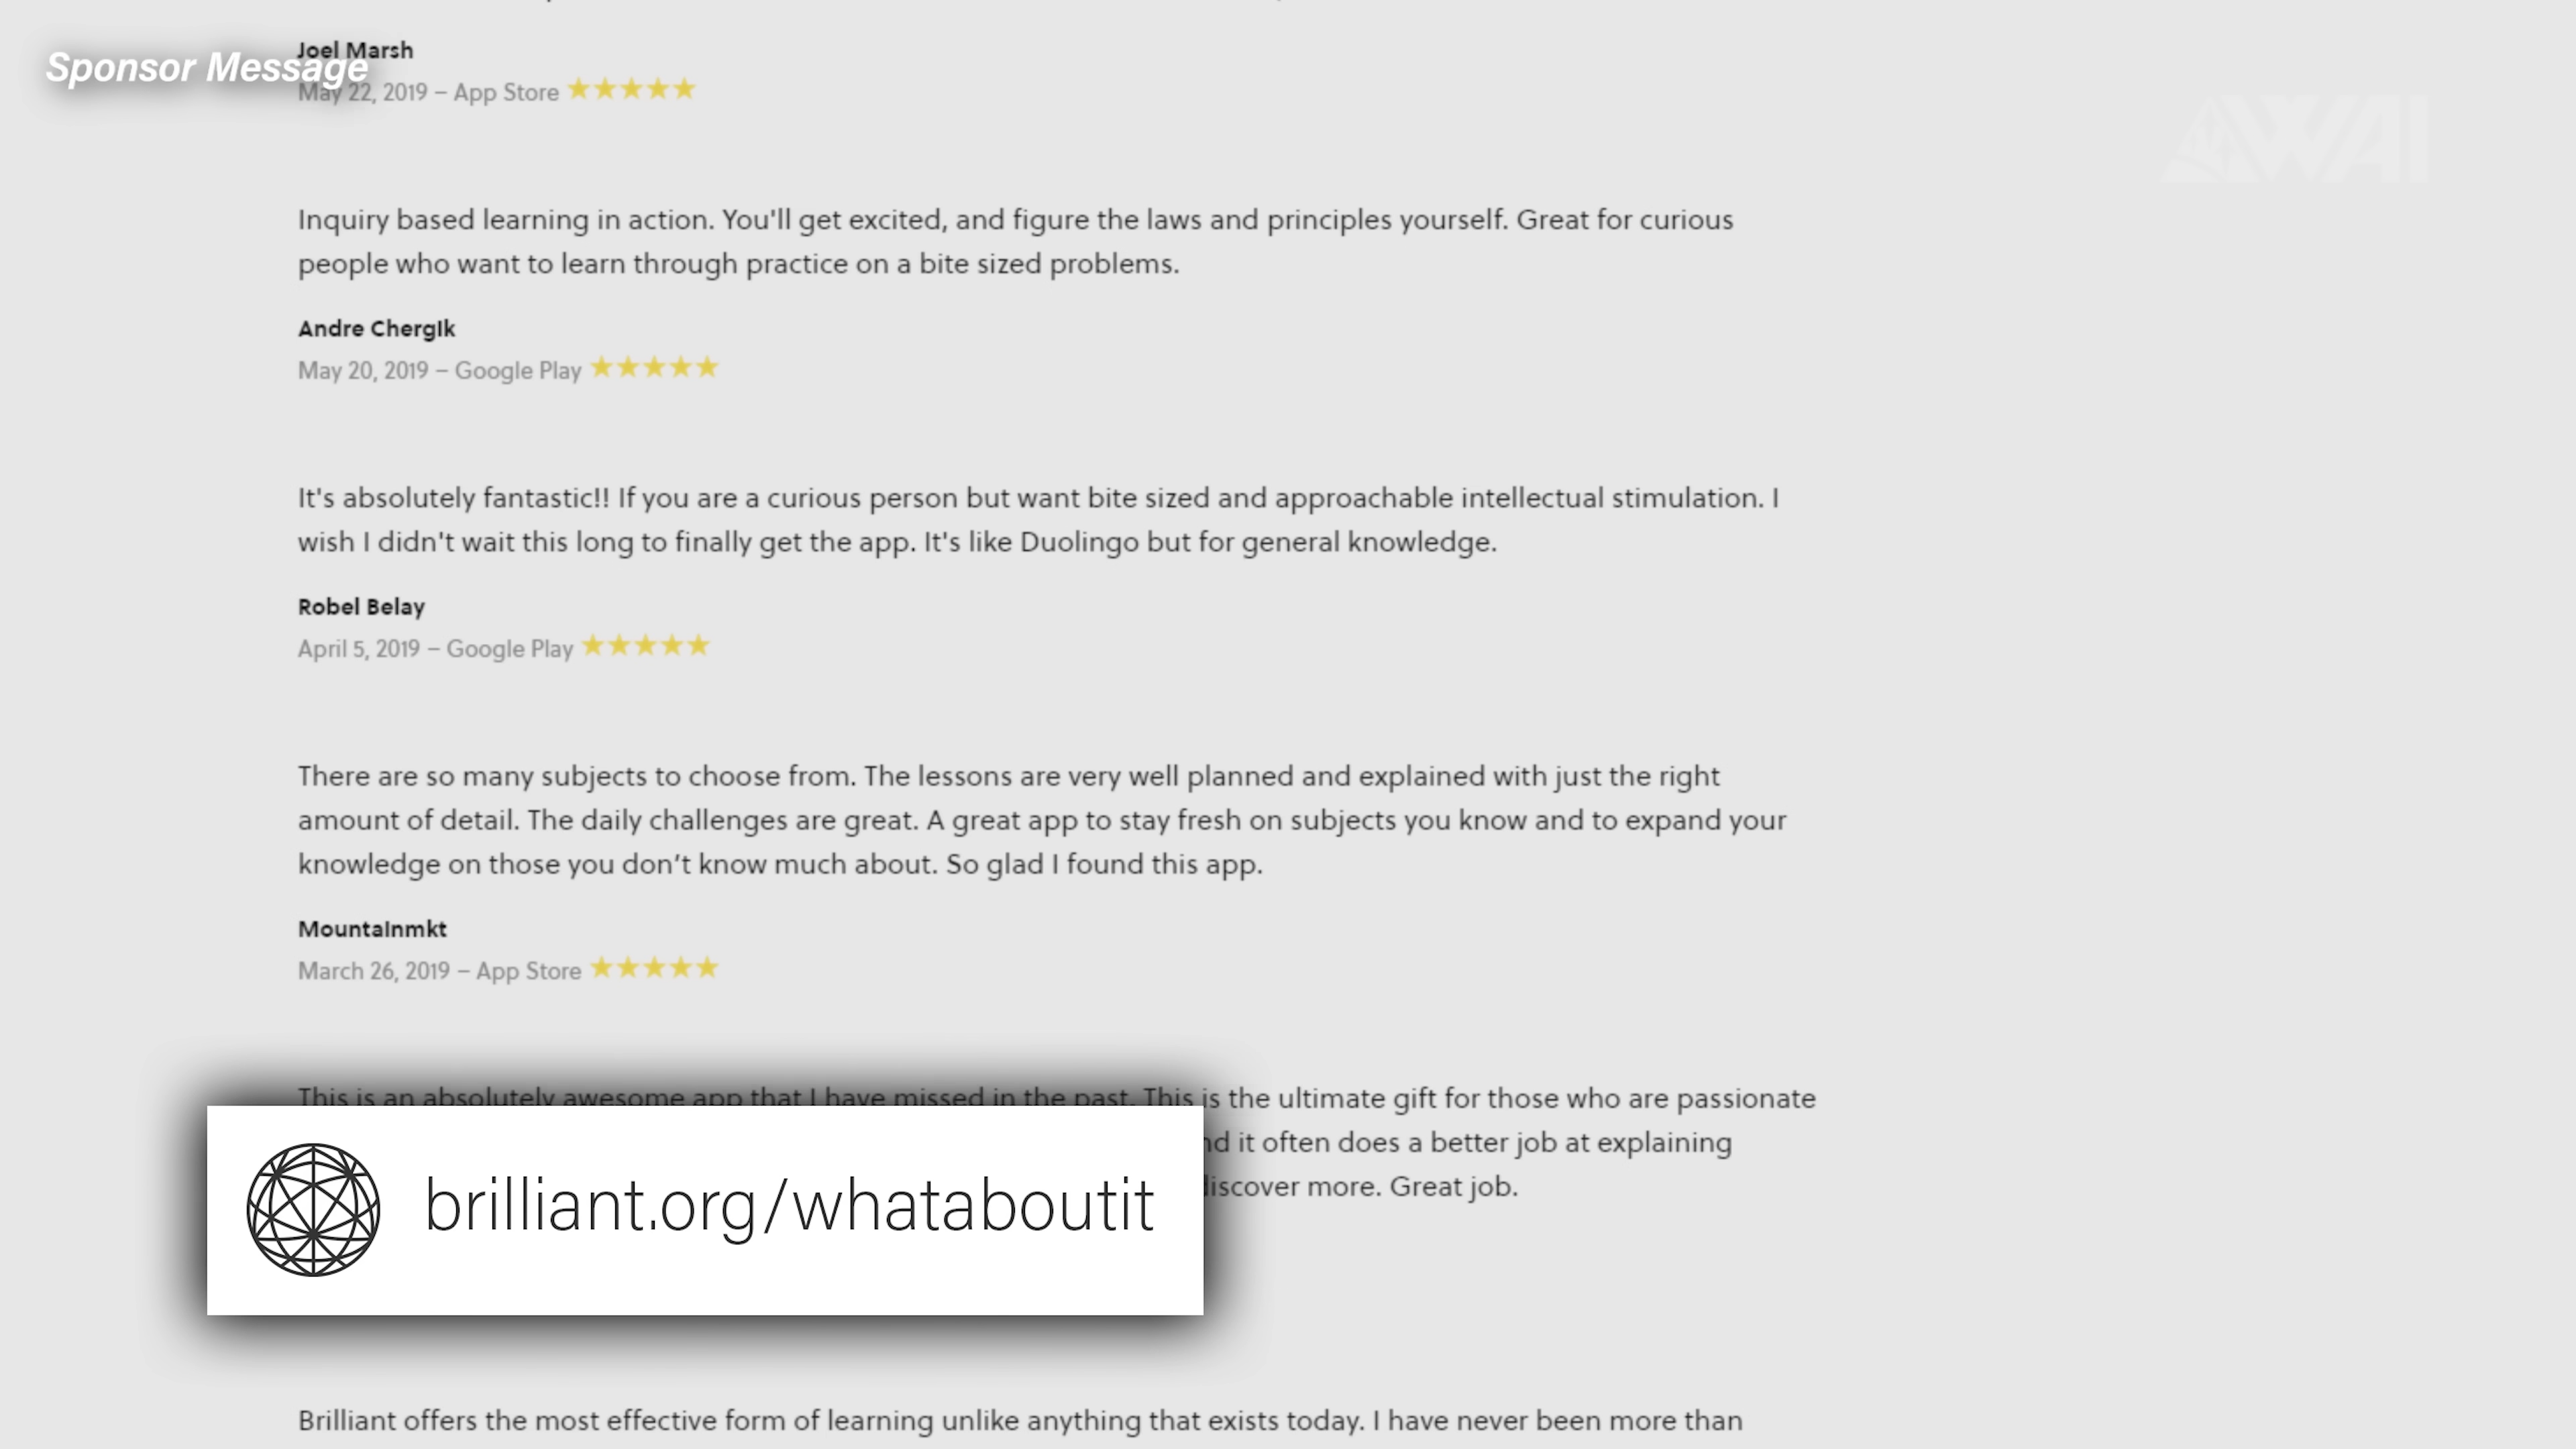 Sponsor Message
Joel Marsh
May 22, 2019 – App Store ★★★★★
WAI
Inquiry based learning in action. You'll get excited, and figure the laws and principles yourself. Great for curious
people who want to learn through practice on a bite sized problems.
Andre ChergIk
May 20, 2019 – Google Play ★★★★★
It's absolutely fantastic!! If you are a curious person but want bite sized and approachable intellectual stimulation. I
wish I didn't wait this long to finally get the app. It's like Duolingo but for general knowledge.
Robel Belay
April 5, 2019 – Google Play ★★★★★
There are so many subjects to choose from. The lessons are very well planned and explained with just the right
amount of detail. The daily challenges are great. A great app to stay fresh on subjects you know and to expand your
knowledge on those you don’t know much about. So glad I found this app.
MountaInmkt
March 26, 2019 – App Store ★★★★★
This is an absolutely awesome app that I have missed in the past. This is the ultimate gift for those who are passionate
it often does a better job at explaining
more. Great job.
brilliant.org/whataboutit
Brilliant offers the most effective form of learning unlike anything that exists today. I have never been more than